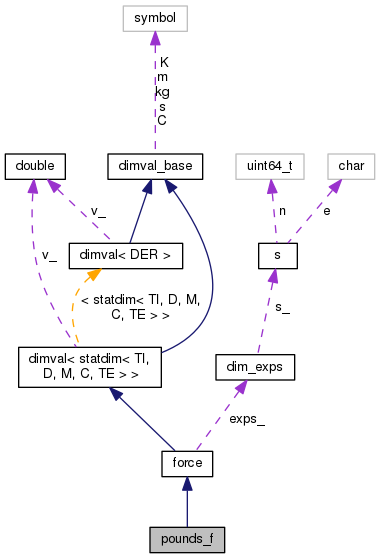 symbol
K
m
kg
s
C
double
dimval_base
uint64_t
char
v_
n
e
v_
dimval< DER >
s
< statdim< TI, D, M,
C, TE > >
s_
dimval< statdim< TI,
D, M, C, TE > >
dim_exps
exps_
force
pounds_f